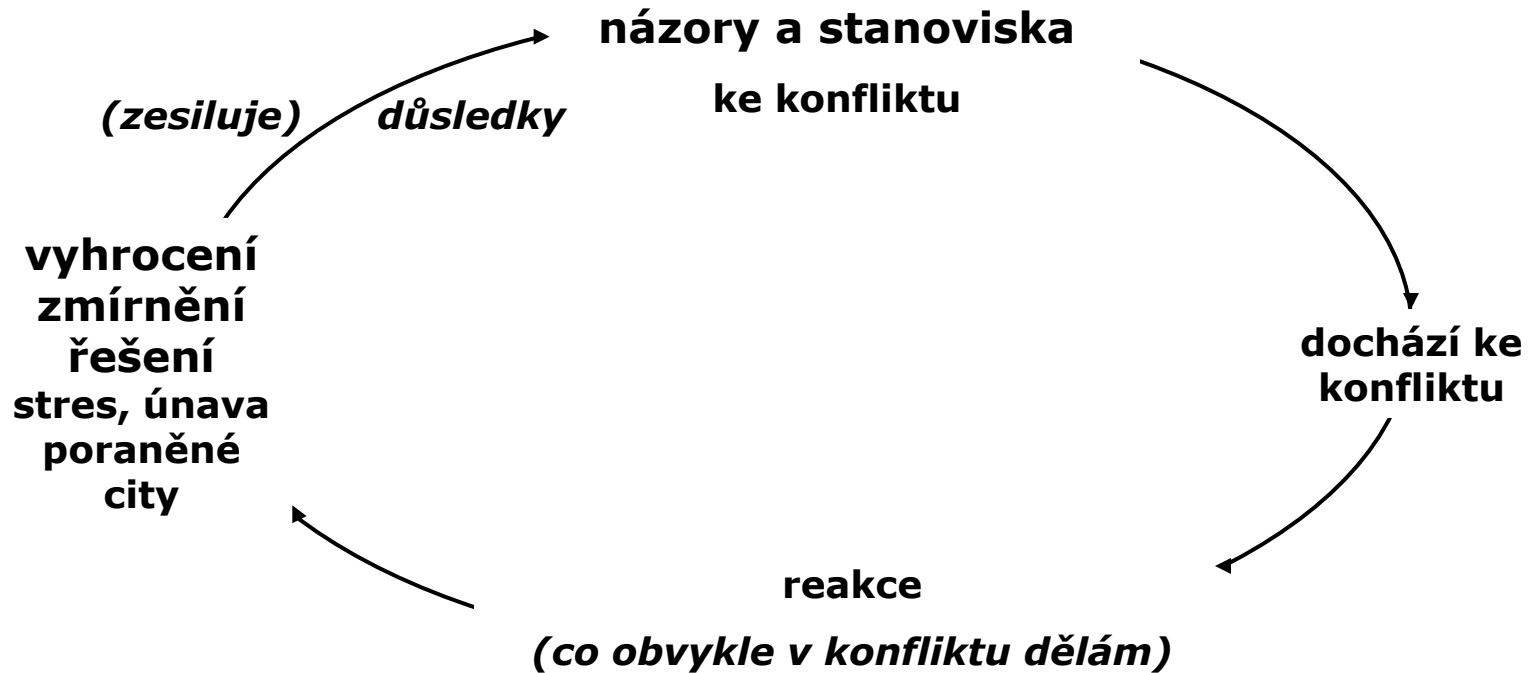 názory a stanoviska
ke konfliktu
(zesiluje) důsledky
vyhrocení
zmírnění
řešení
stres, únava
poraněné
city
dochází ke
konfliktu
reakce
(co obvykle v konfliktu dělám)